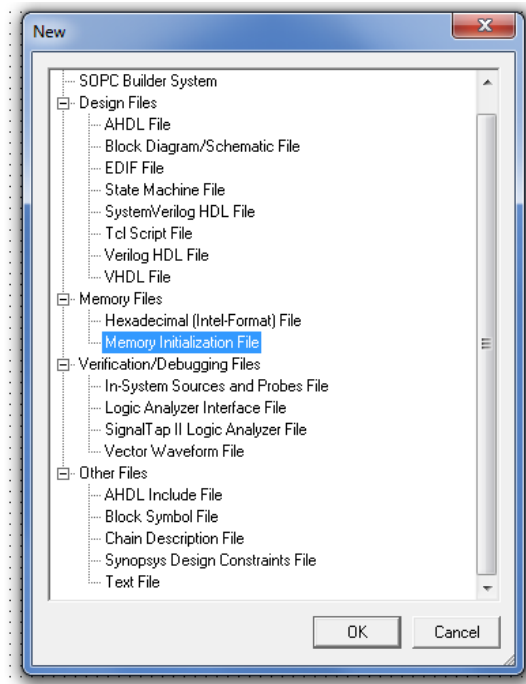 New
SOPC Builder System
Design Files
AHDL File
Block Diagram/Schematic File
EDIF File
State Machine File
SystemVerilog HDL File
Tcl Script File
Verilog HDL File
VHDL File
Memory Files
Hexadecimal (Intel-Format) File
Memory Initialization File
Verification/Debugging Files
In-System Sources and Probes File
Logic Analyzer Interface File
SignalTap II Logic Analyzer File
Vector Waveform File
Other Files
AHDL Include File
Block Symbol File
Chain Description File
Synopsys Design Constraints File
Text File
OK Cancel